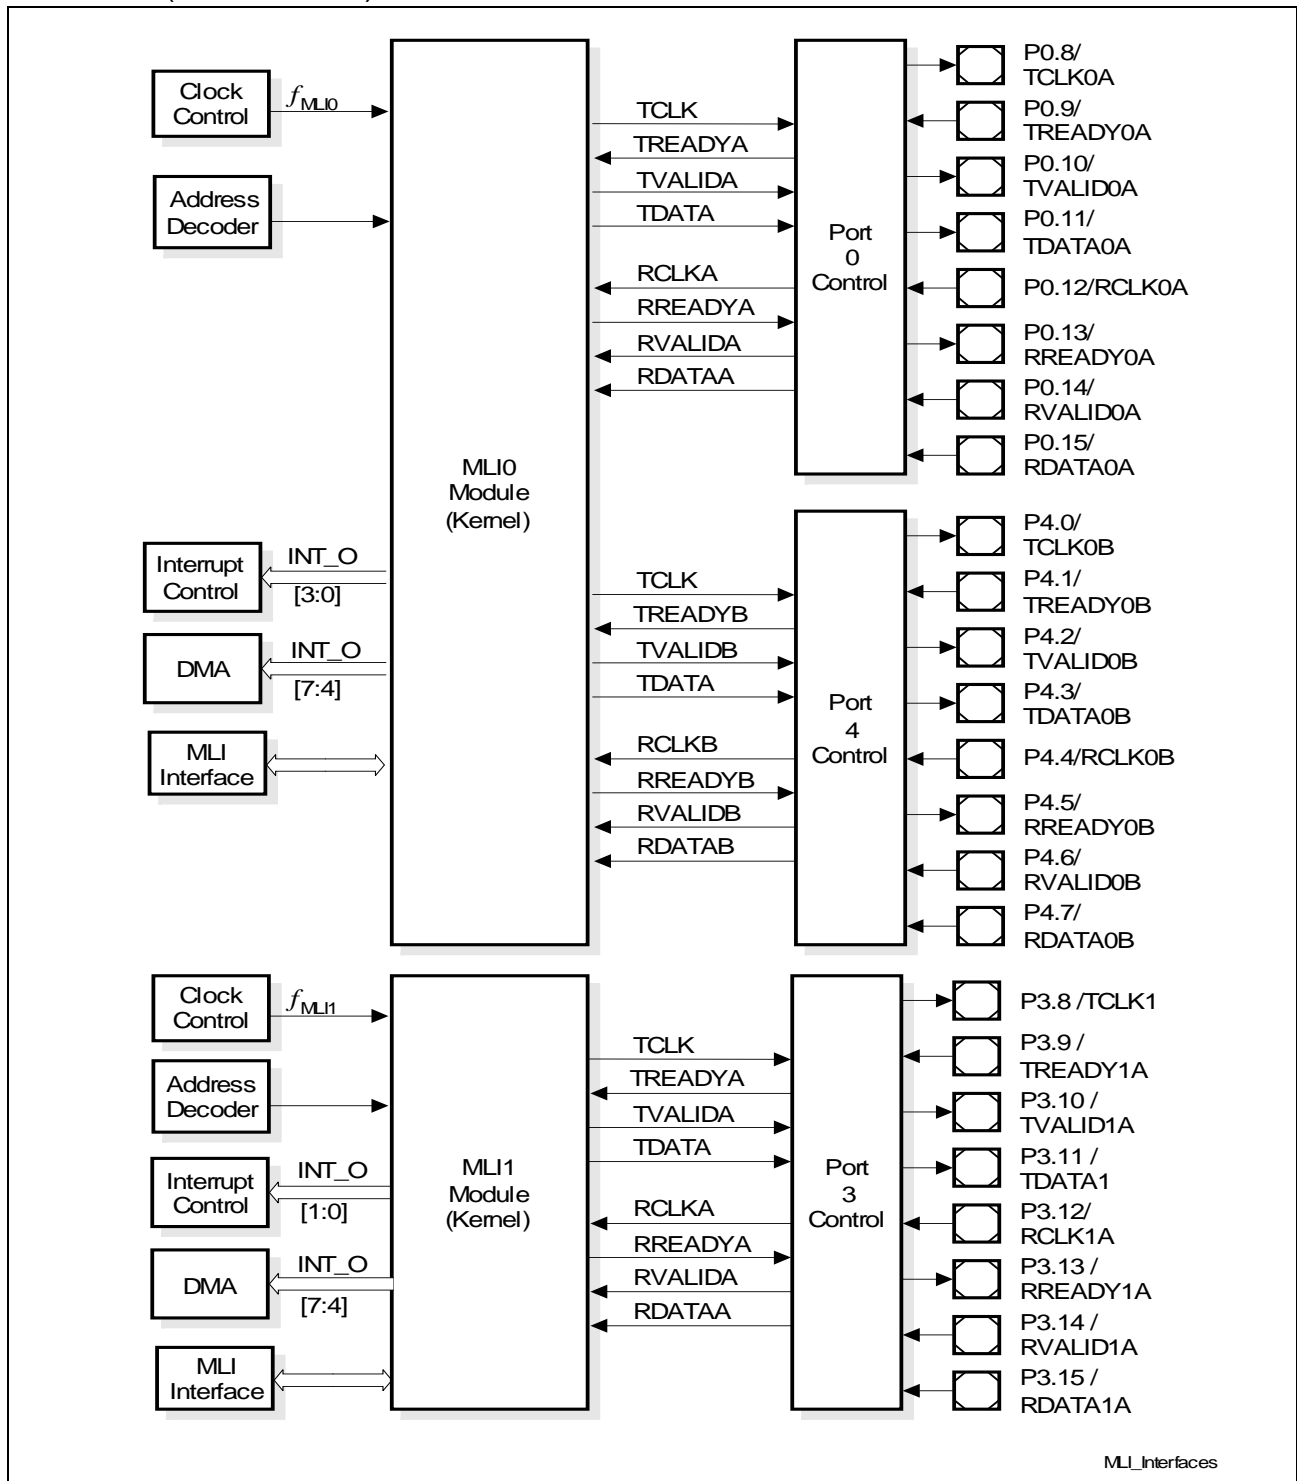 Clock
Control
fMLI0
Address
Decoder
TCLK
TREADYA
TVALIDA
TDATA
RCLKA
RREADYA
RVALIDA
RDATAA
Port
0
Control
P0.8/
TCLK0A
P0.9/
TREADY0A
P0.10/
TVALID0A
P0.11/
TDATA0A
P0.12/RCLK0A
P0.13/
RREADY0A
P0.14/
RVALID0A
P0.15/
RDATA0A
MLI0
Module
(Kernel)
Interrupt
Control
INT_O
[3:0]
DMA
INT_O
[7:4]
MLI
Interface
TCLK
TREADYB
TVALIDB
TDATA
RCLKB
RREADYB
RVALIDB
RDATAB
Port
4
Control
P4.0/
TCLK0B
P4.1/
TREADY0B
P4.2/
TVALID0B
P4.3/
TDATA0B
P4.4/RCLK0B
P4.5/
RREADY0B
P4.6/
RVALID0B
P4.7/
RDATA0B
Clock
Control
fMLI1
Address
Decoder
Interrupt
Control
INT_O
[1:0]
DMA
INT_O
[7:4]
MLI
Interface
MLI1
Module
(Kernel)
TCLK
TREADYA
TVALIDA
TDATA
RCLKA
RREADYA
RVALIDA
RDATAA
Port
3
Control
P3.8 /TCLK1
P3.9 /
TREADY1A
P3.10 /
TVALID1A
P3.11 /
TDATA1
P3.12/
RCLK1A
P3.13 /
RREADY1A
P3.14 /
RVALID1A
P3.15 /
RDATA1A
MLI_Interfaces